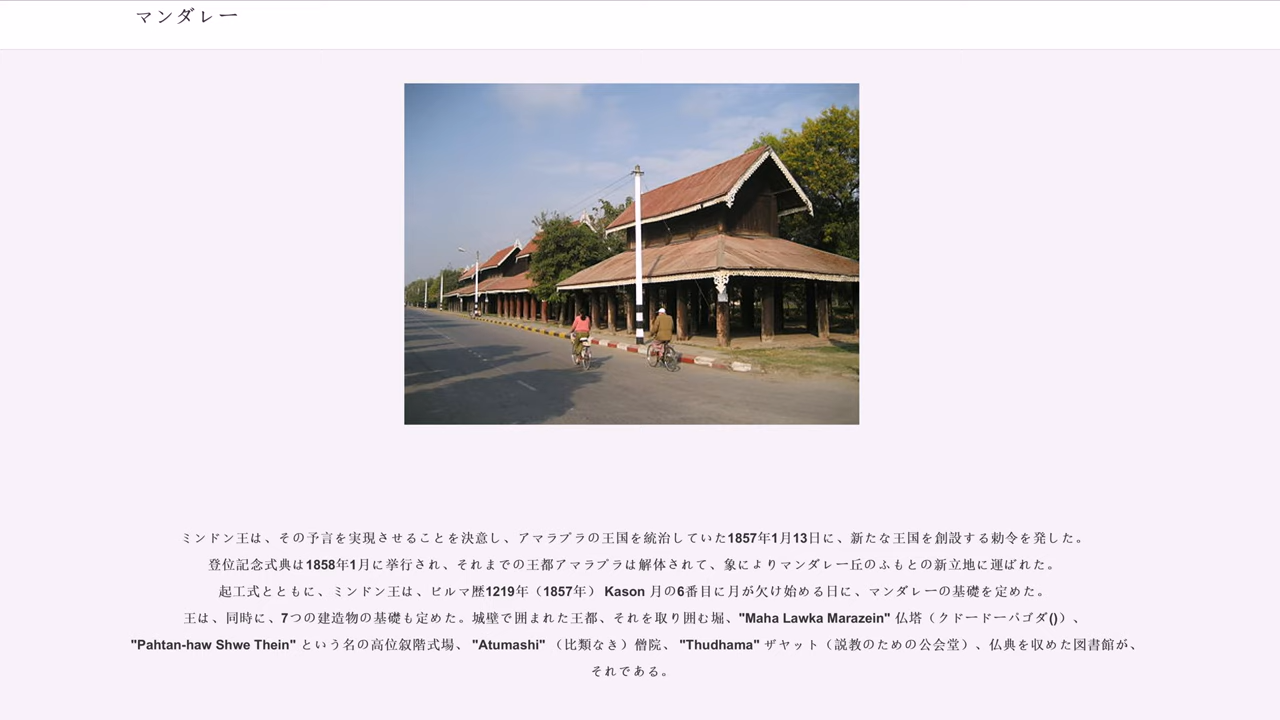 マンダレー
ミンドン王は、その予言を実現させることを決意し、アマラプラの王国を統治していた1857年1月13日に、新たな王国を創設する勅令を発した。
登位記念式典は1858年1月に挙行され、それまでの王都アマラプラは解体されて、象によりマンダレー丘のふもとの新立地に運ばれた。
起工式とともに、ミンドン王は、ビルマ歴1219年（1857年） Kason 月の6番目に月が欠け始める日に、マンダレーの基礎を定めた。
王は、同時に、7つの建造物の基礎も定めた。城壁で囲まれた王都、それを取り囲む堀、"Maha Lawka Marazein" 仏塔（クドードーパゴダ()）、
"Pahtan-haw Shwe Thein" という名の高位叙階式場、 "Atumashi" （比類なき）僧院、 "Thudhama" ザヤット（説教のための公会堂）、仏典を収めた図書館が、
それである。